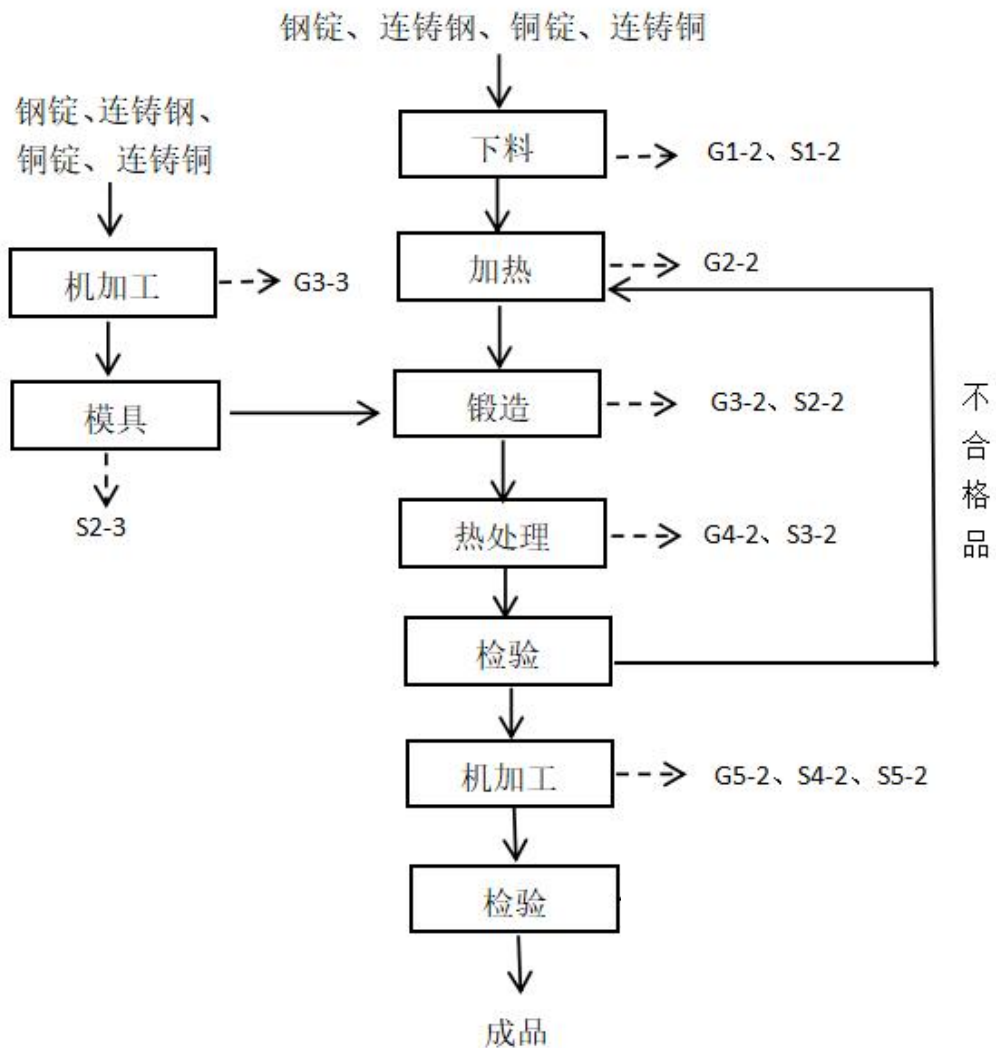 钢锭、连铸钢、铜锭、连铸铜
钢锭、连铸钢、
铜锭、连铸铜
下料
G1-2、S1-2
机加工
G3-3
加热
G2-2
模具
锻造
G3-2、S2-2
不合格品
S2-3
热处理
G4-2、S3-2
检验
机加工
G5-2、S4-2、S5-2
检验
成品